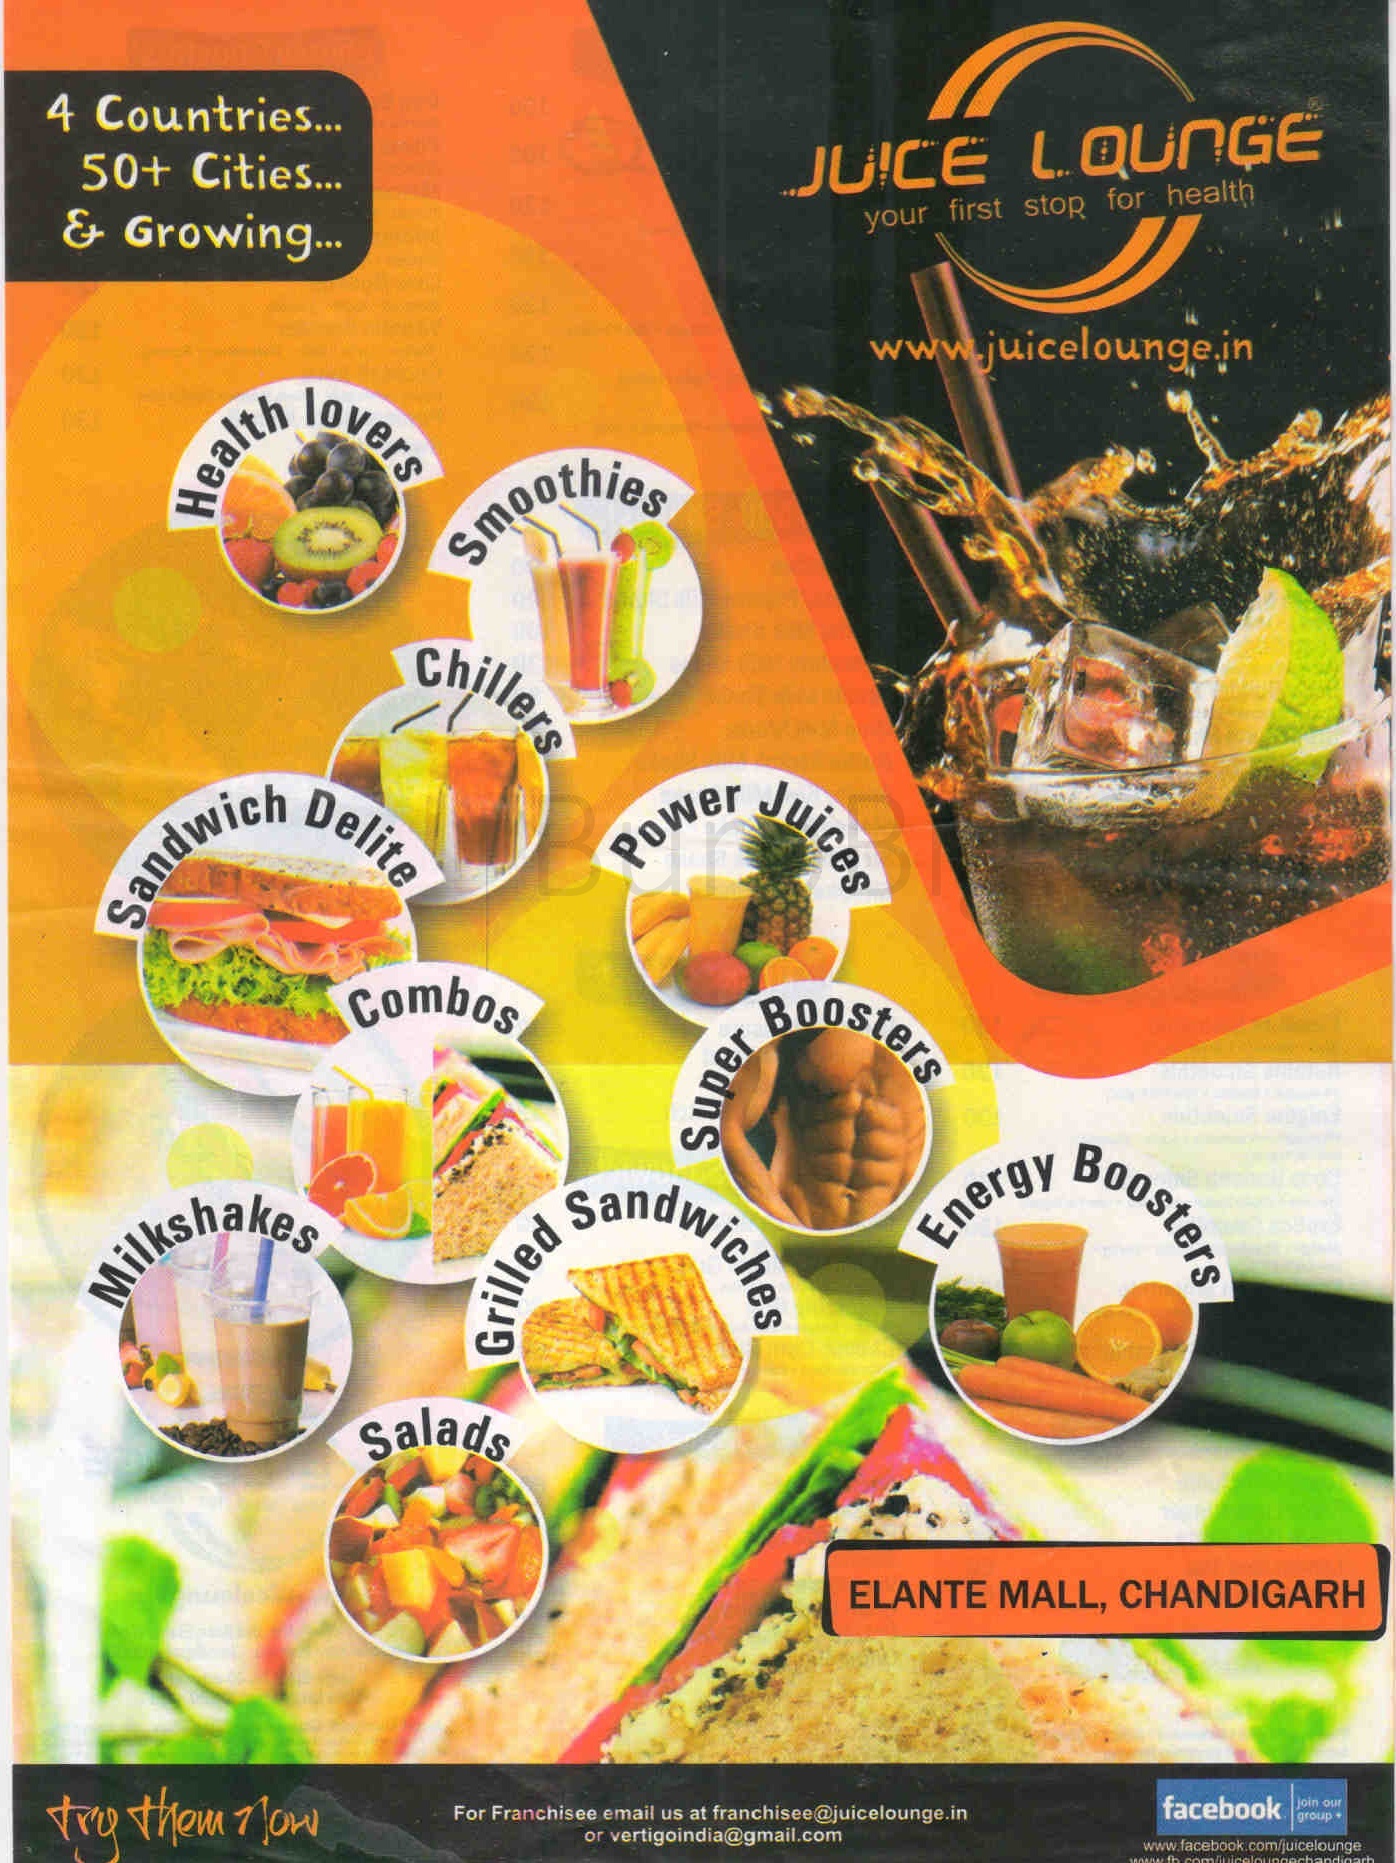 4 Countries...
50+ Cities...
& Growing...
JUICE LOUNGE®
your first stop for health
www.juicelounge.in
Health lovers
Smoothies
Chillers
Sandwich Delite
Power Juices
Combos
Super Boosters
Milkshakes
Grilled Sandwiches
Energy Boosters
Salads
ELANTE MALL, CHANDIGARH
try them now
For Franchisee email us at franchisee@juicelounge.in
or vertigoindia@gmail.com
facebook
join our
group +
www.facebook.com/juicelounge
www.fb.com/juiceloungechandigarh